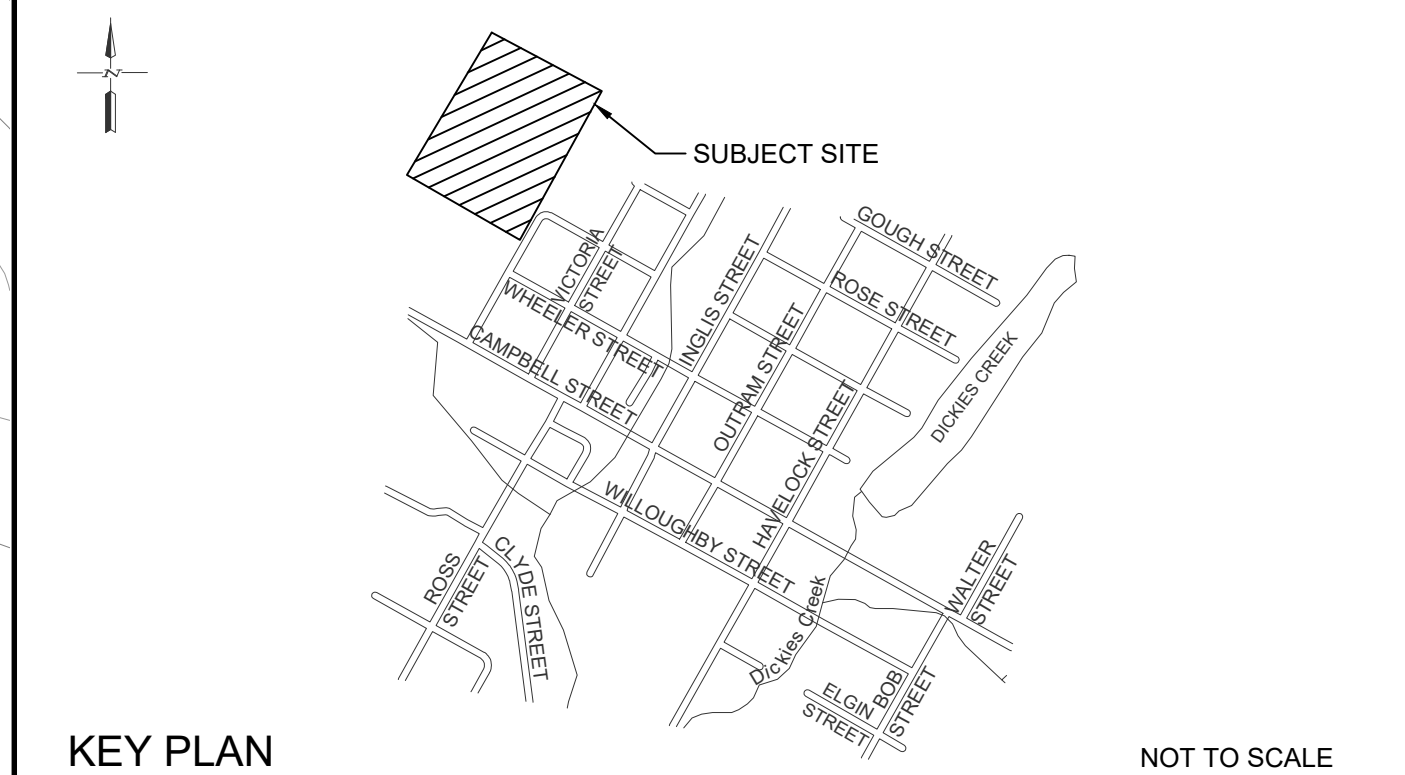 N
SUBJECT SITE
GOUGH STREET
VICTORIA
STREET
INGLIS STREET
ROSE STREET
WHEELER STREET
CAMPBELL STREET
OUTRAM STREET
DICKIES CREEK
HAVELOCK STREET
WILLOUGHBY STREET
CLYDE STREET
ROSS
STREET
WALTER
STREET
Dickies Creek
ELGIN
STREET
BOB
STREET
KEY PLAN
NOT TO SCALE